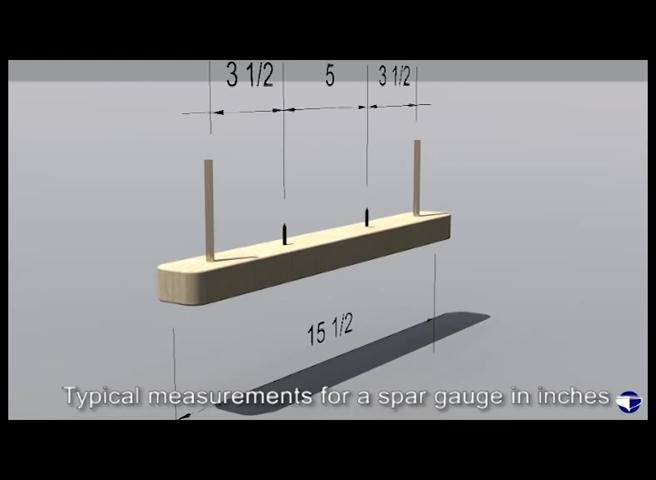 3 1/2 5 3 1/2
15 1/2
Typical measurements for a spar gauge in inches